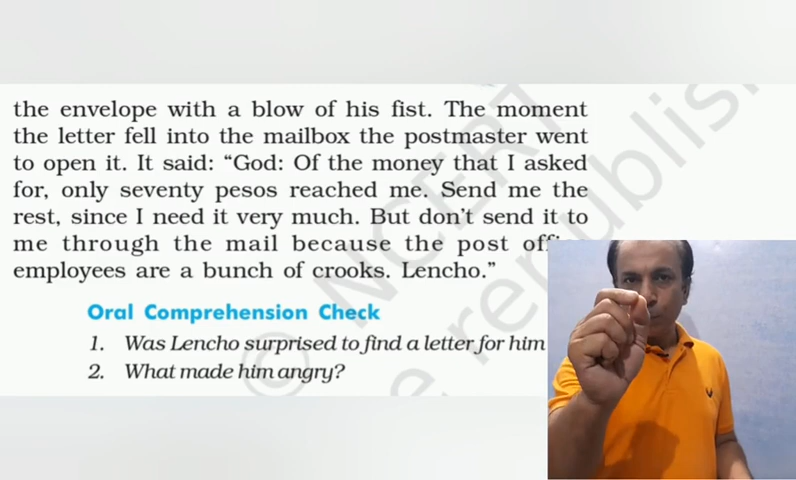 the envelope with a blow of his fist. The moment
the letter fell into the mailbox the postmaster went
to open it. It said: “God: Of the money that I asked
for, only seventy pesos reached me. Send me the
rest, since I need it very much. But don’t send it to
me through the mail because the post office
employees are a bunch of crooks. Lencho.”
Oral Comprehension Check
1. Was Lencho surprised to find a letter for him
2. What made him angry?
© NCERT
be republis